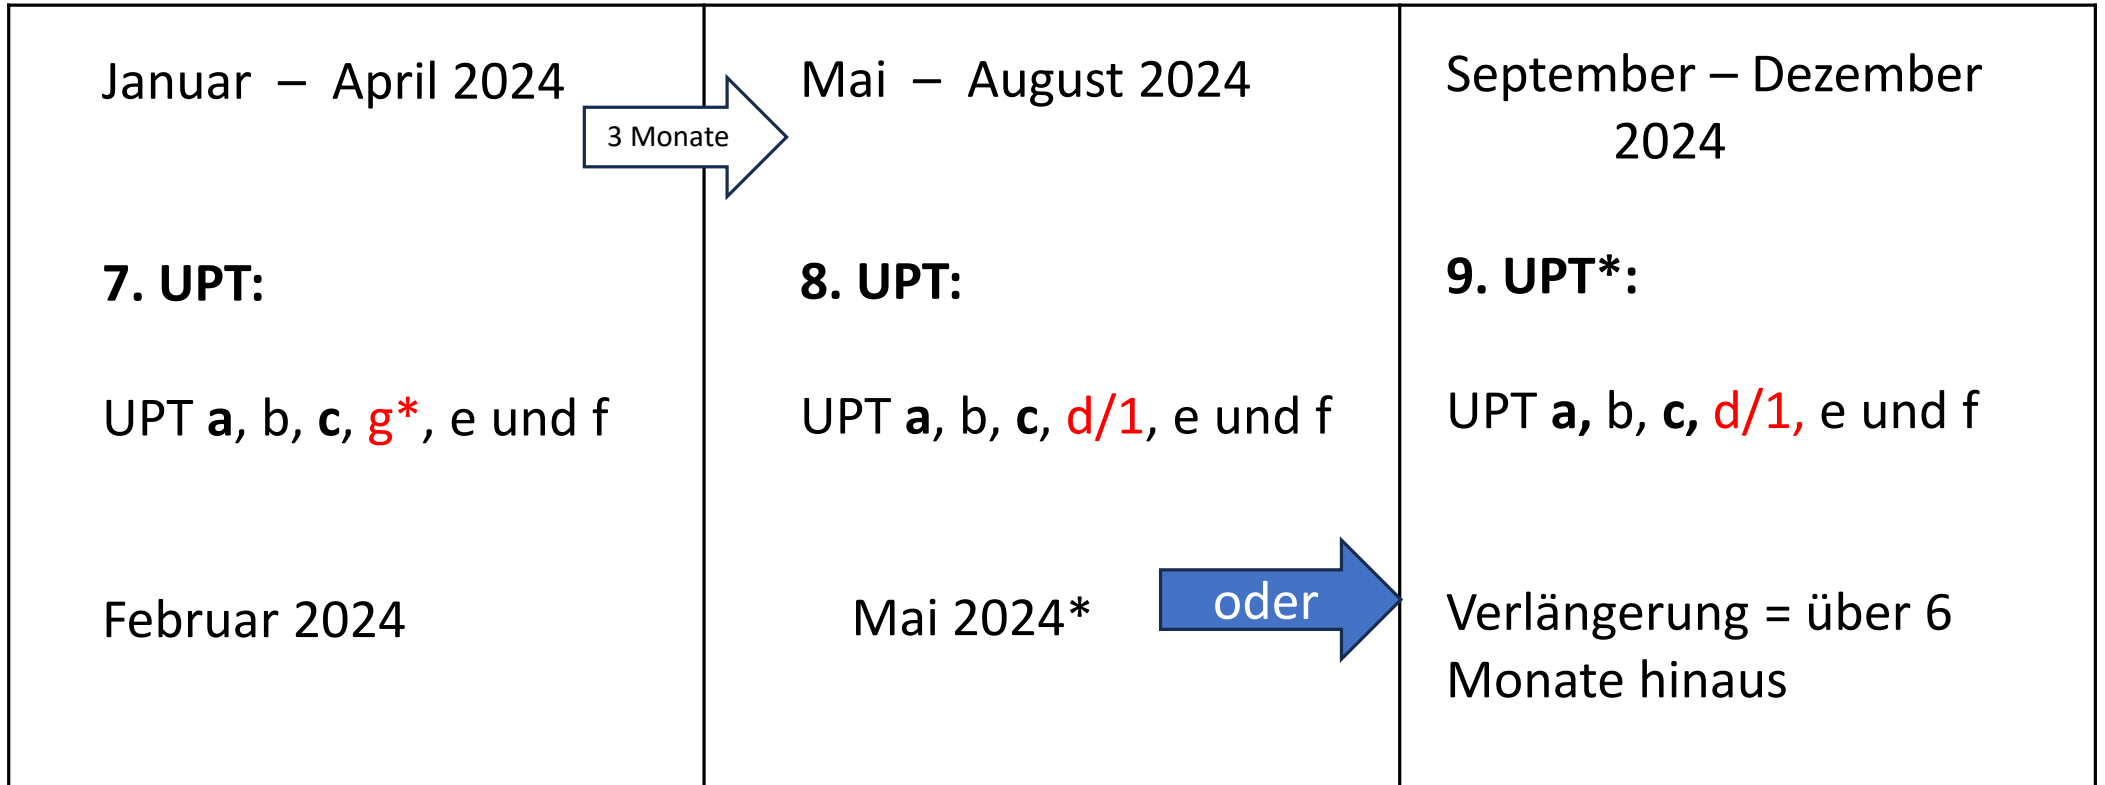 Januar – April 2024
3 Monate
7. UPT:
UPT a, b, c, g*, e und f
Februar 2024
Mai – August 2024
8. UPT:
UPT a, b, c, d/1, e und f
Mai 2024*
oder
September – Dezember
2024
9. UPT*:
UPT a, b, c, d/1, e und f
Verlängerung = über 6
Monate hinaus